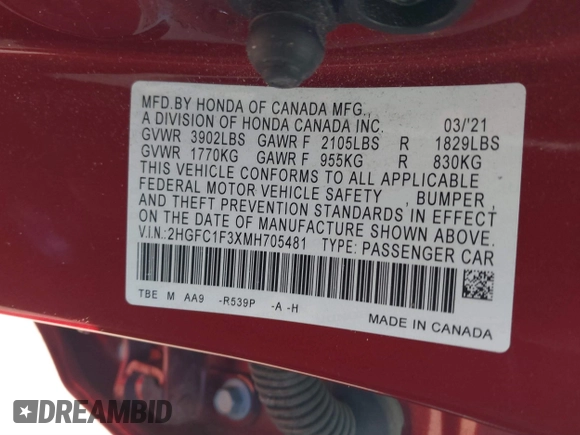 MFD.BY HONDA OF CANADA MFG.,
A DIVISION OF HONDA CANADA INC. 03/'21
GVWR 3902LBS GAWR F 2105LBS R 1829LBS
GVWR 1770KG GAWR F 955KG R 830KG
THIS VEHICLE CONFORMS TO ALL APPLICABLE
FEDERAL MOTOR VEHICLE SAFETY , BUMPER ,
AND THEFT PREVENTION STANDARDS IN EFFECT
ON THE DATE OF MANUFACTURE SHOWN ABOVE.
V.I.N.:2HGFC1F3XMH705481 TYPE: PASSENGER CAR
TBE M AA9 -R539P -A -H
MADE IN CANADA
DREAMBID